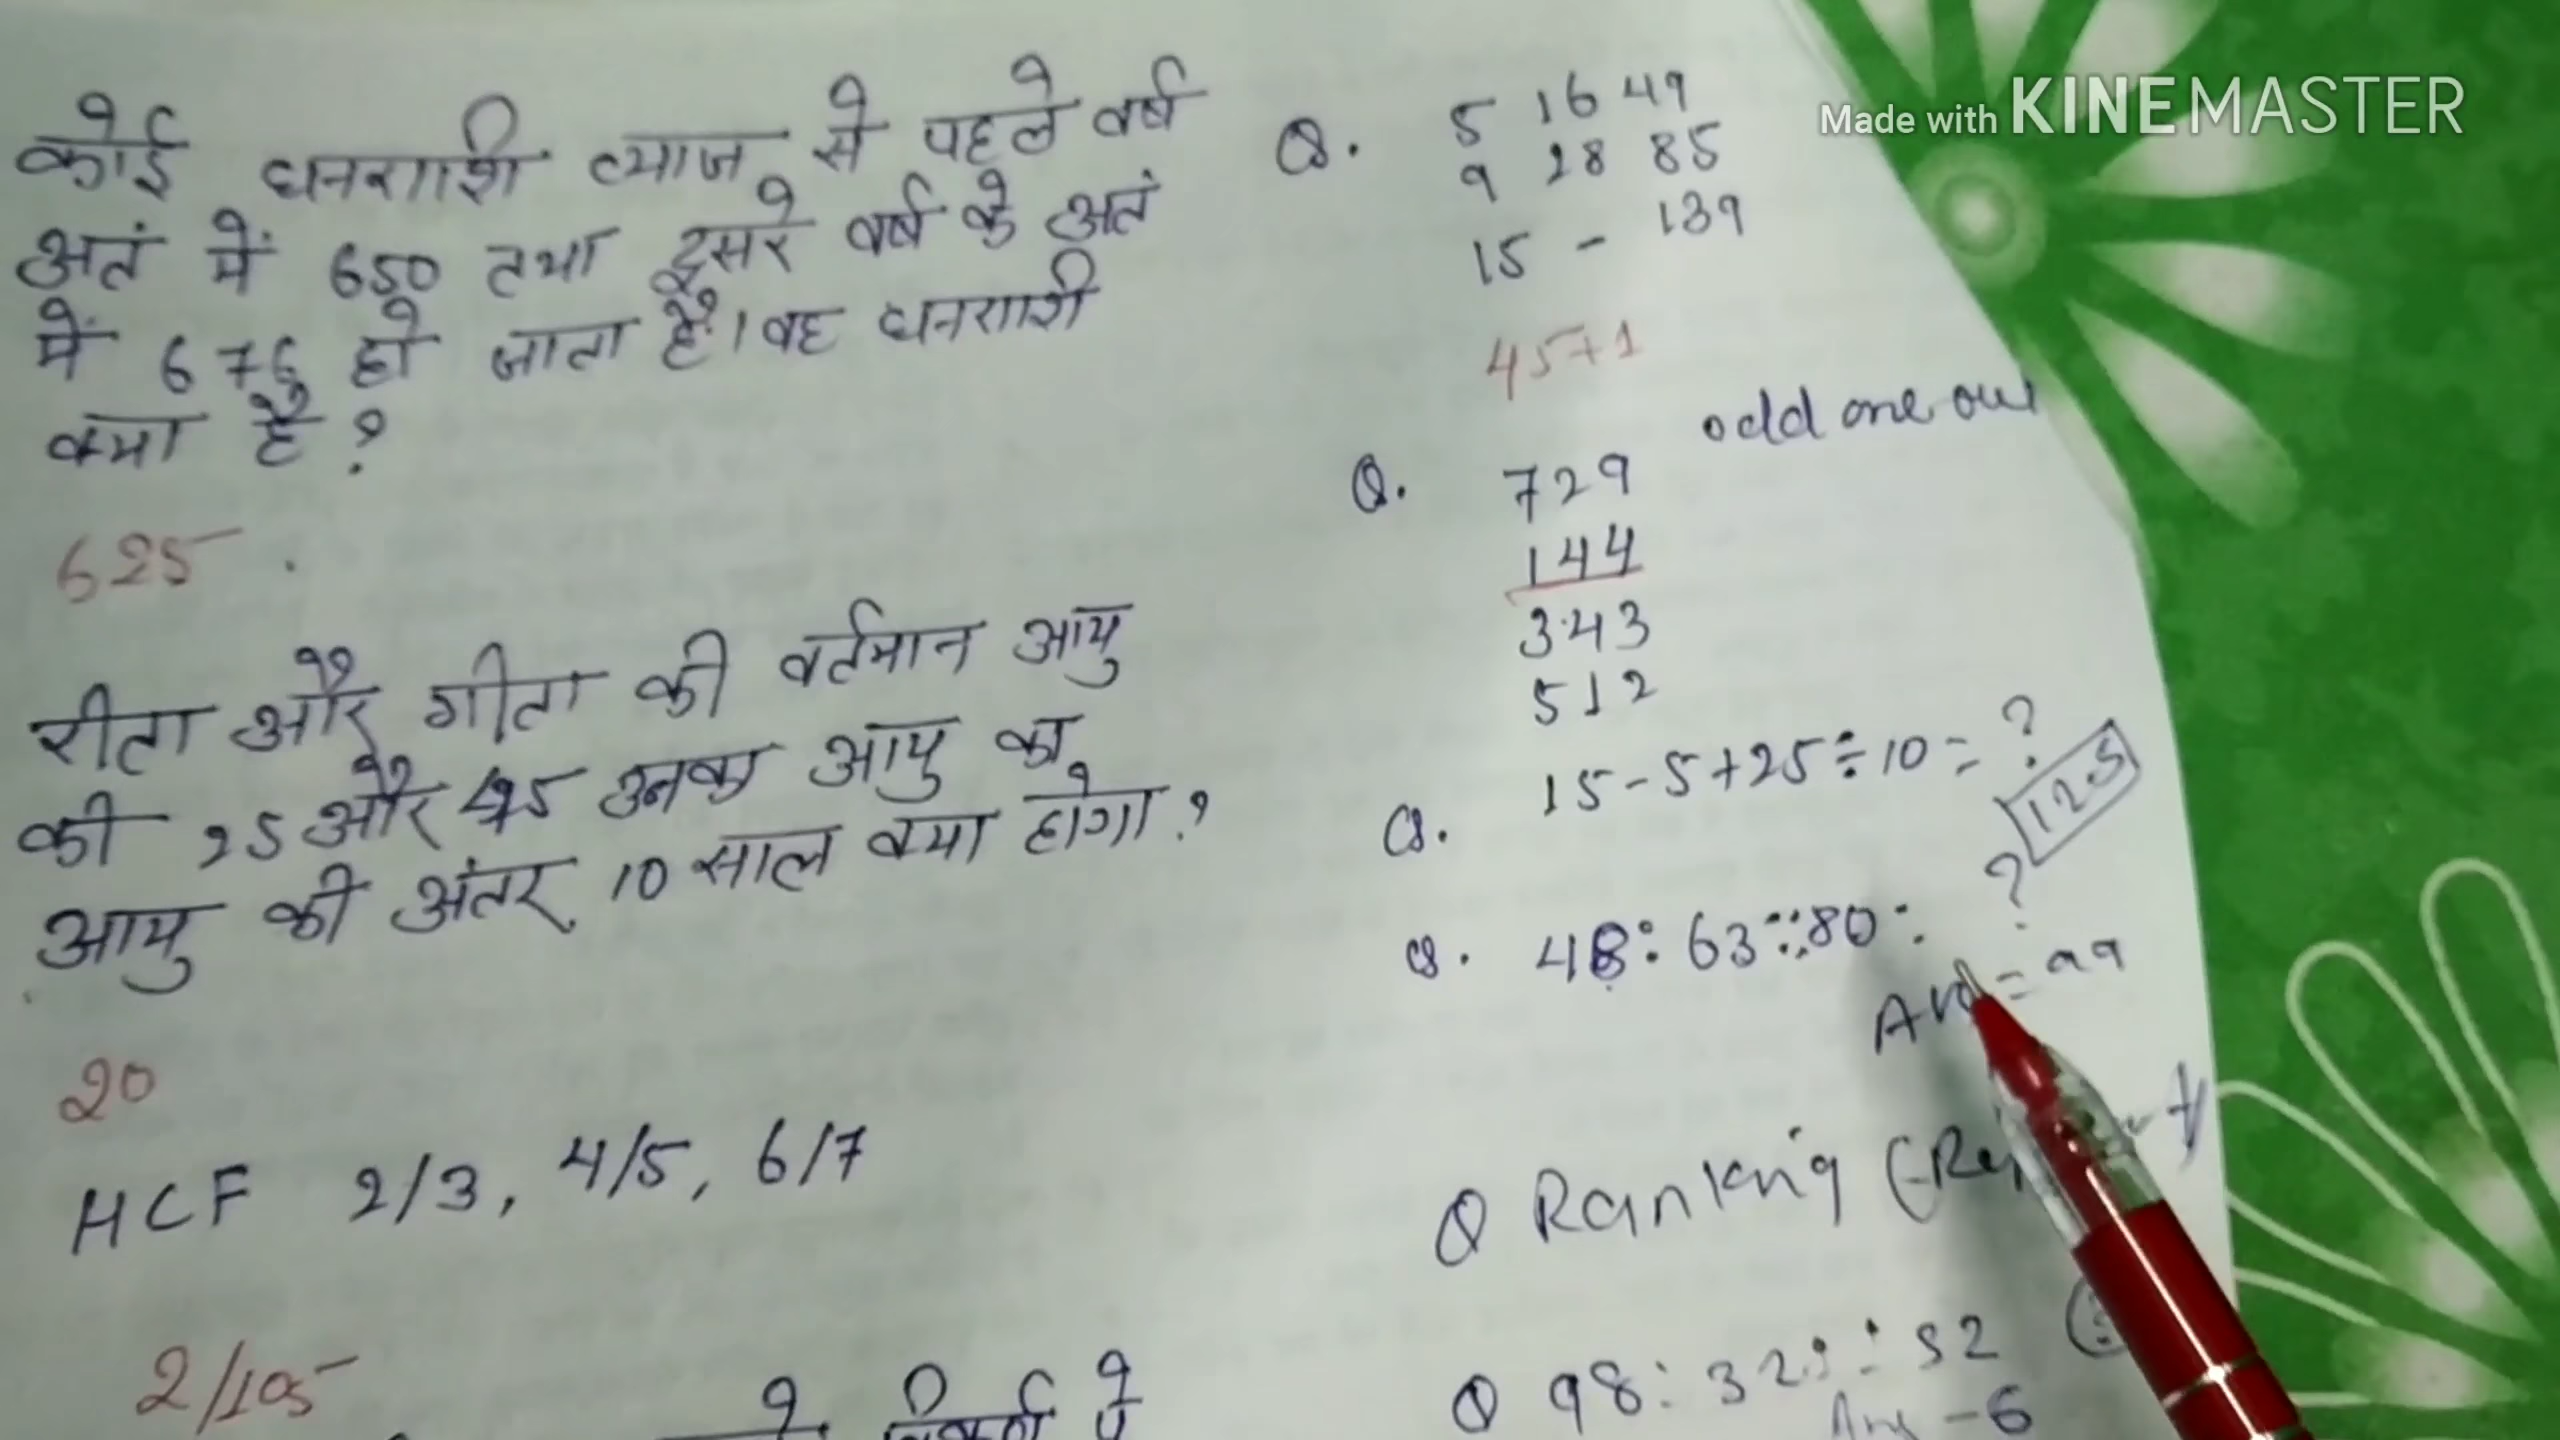 कोई धनराशि ब्याज से पहले वर्ष
अतं में 650 तथा दूसरे वर्ष के अतं
में 676 हो जाता है। वह धनराशी
क्या है ?
625
रीता और गीता की वर्तमान आयु
की 25 और 45 उनका आयु का
आयु की अंतर 10 साल क्या होगा ?
20
HCF 2/3, 4/5, 6/7
2/105
Made with KINEMASTER
Q. 5 16 49
9 28 85
15 - 139
45+1
odd one out
Q. 729
144
343
512
Q. 15-5+25÷10=?
12.5
Q. 48:63::80:?
Ans=99
Q Ranking
Q 98:32::52
Ans-6